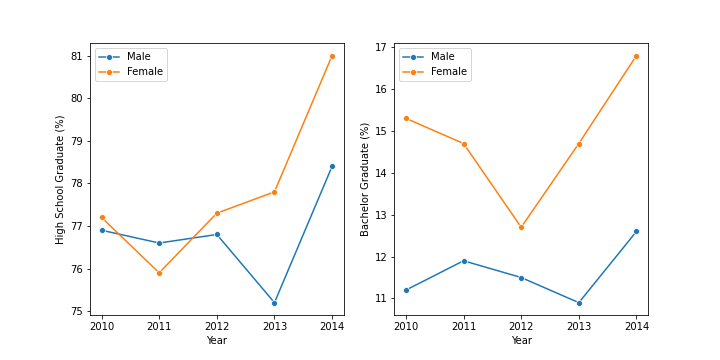 Male
Female
81
80
79
78
77
76
75
High School Graduate (%)
2010 2011 2012 2013 2014
Year
Male
Female
17
16
15
14
13
12
11
Bachelor Graduate (%)
2010 2011 2012 2013 2014
Year